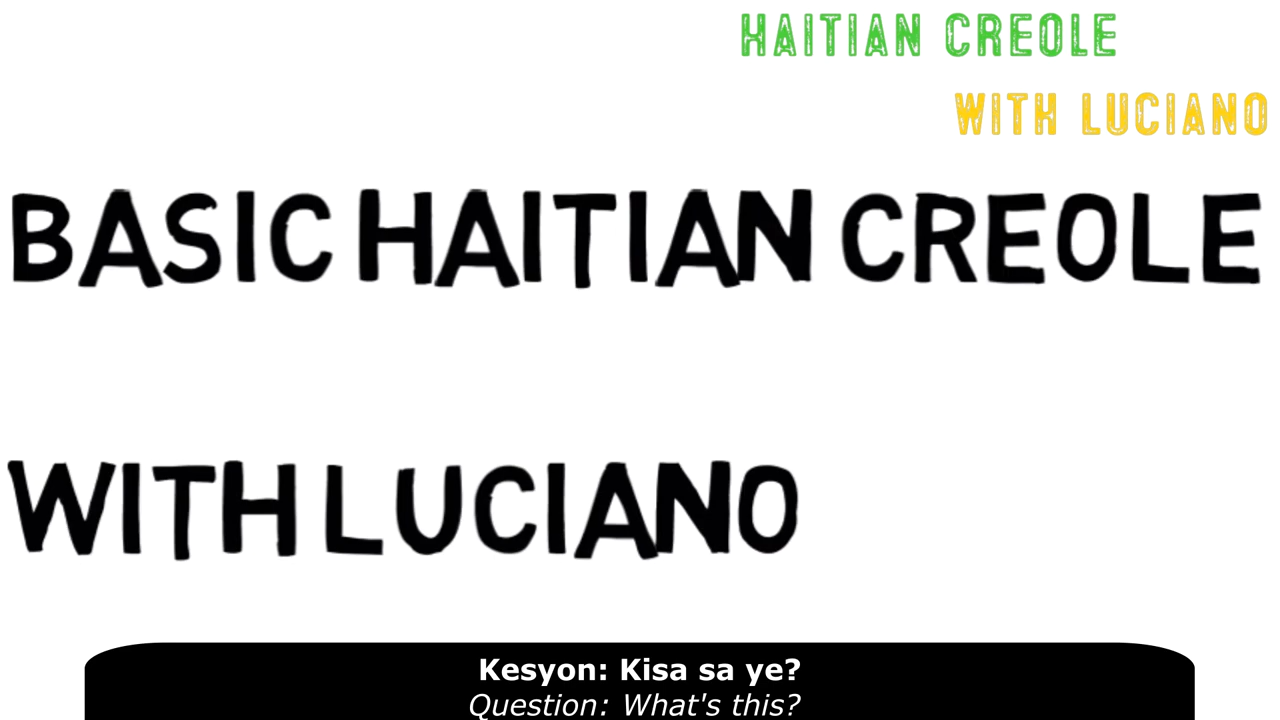 HAITIAN CREOLE
WITH LUCIANO
BASIC HAITIAN CREOLE
WITH LUCIANO
Kesyon: Kisa sa ye?
Question: What's this?